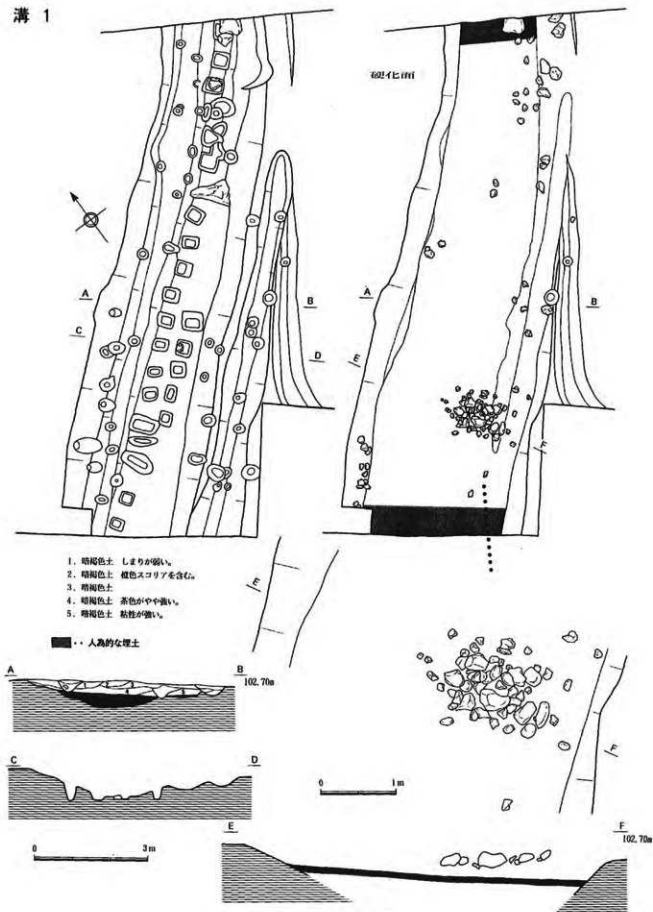 溝 1
硬化面
A
B
C
D
A
B
E
F
E
F
1. 暗褐色土 しまりが弱い。
2. 暗褐色土 橙色スコリアを含む。
3. 暗褐色土
4. 暗褐色土 茶色がやや強い。
5. 暗褐色土 粘性が強い。
‥人為的な埋土
A
B
102.70m
C
D
0 1m
0 3m
E
F
102.70m